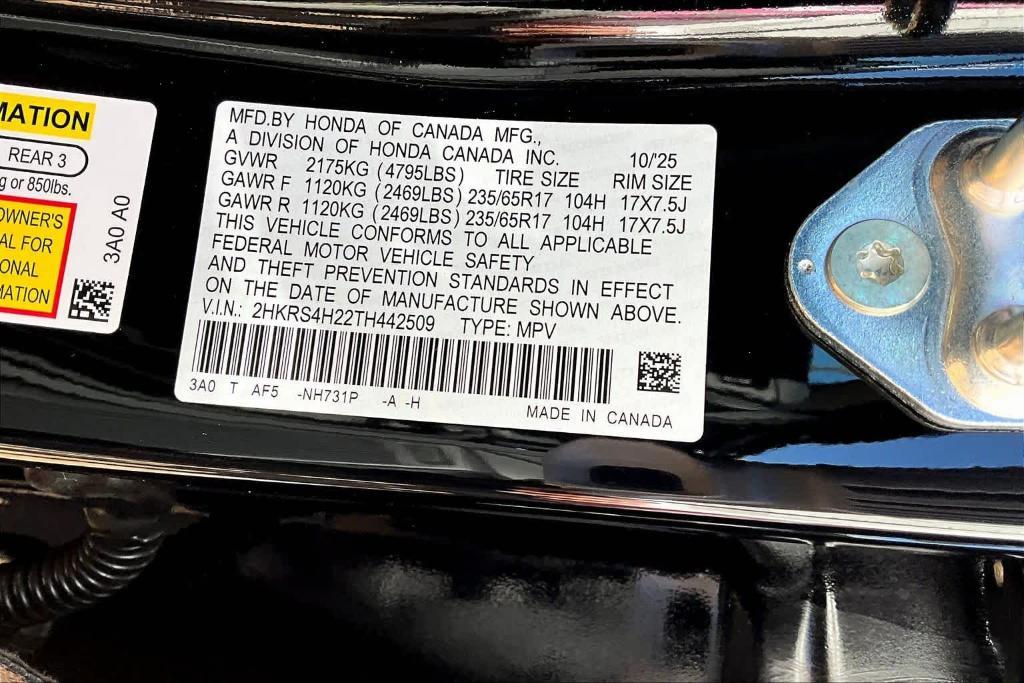 MATION
REAR 3
g or 850lbs.
OWNER'S
AL FOR
ONAL
MATION
3A0 A0
MFD.BY HONDA OF CANADA MFG.,
A DIVISION OF HONDA CANADA INC. 10/'25
GVWR 2175KG (4795LBS) TIRE SIZE RIM SIZE
GAWR F 1120KG (2469LBS) 235/65R17 104H 17X7.5J
GAWR R 1120KG (2469LBS) 235/65R17 104H 17X7.5J
THIS VEHICLE CONFORMS TO ALL APPLICABLE
FEDERAL MOTOR VEHICLE SAFETY
AND THEFT PREVENTION STANDARDS IN EFFECT
ON THE DATE OF MANUFACTURE SHOWN ABOVE.
V.I.N.: 2HKRS4H22TH442509 TYPE: MPV
3A0 T AF5 -NH731P -A -H
MADE IN CANADA